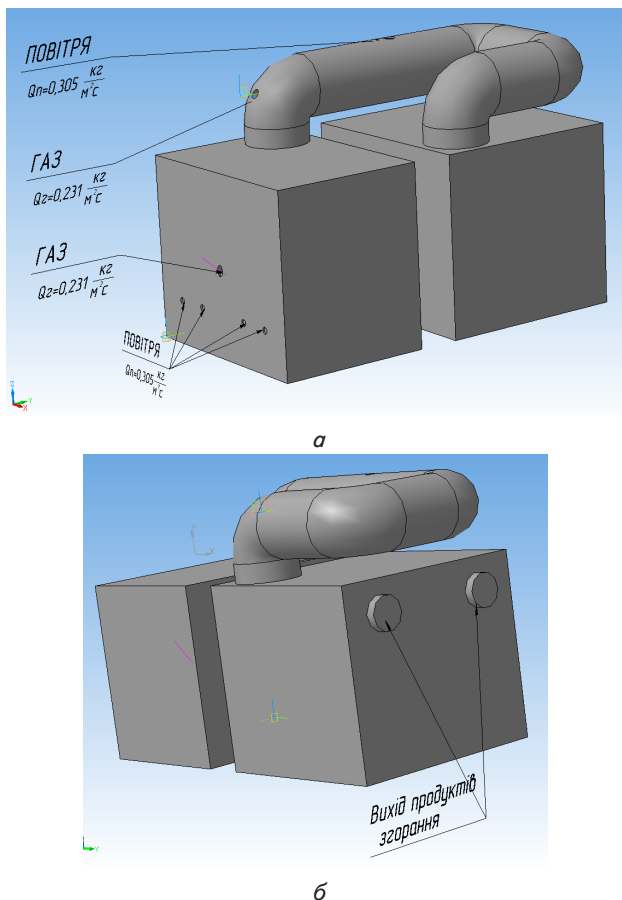 ПОВІТРЯ
Qп=0,305 кг/м²с
ГАЗ
Qг=0,231 кг/м²с
ГАЗ
Qг=0,231 кг/м²с
ПОВІТРЯ
Qп=0,305 кг/м²с
Z
Y
X
а
Y
X
Y
Вихід продуктів
згорання
б